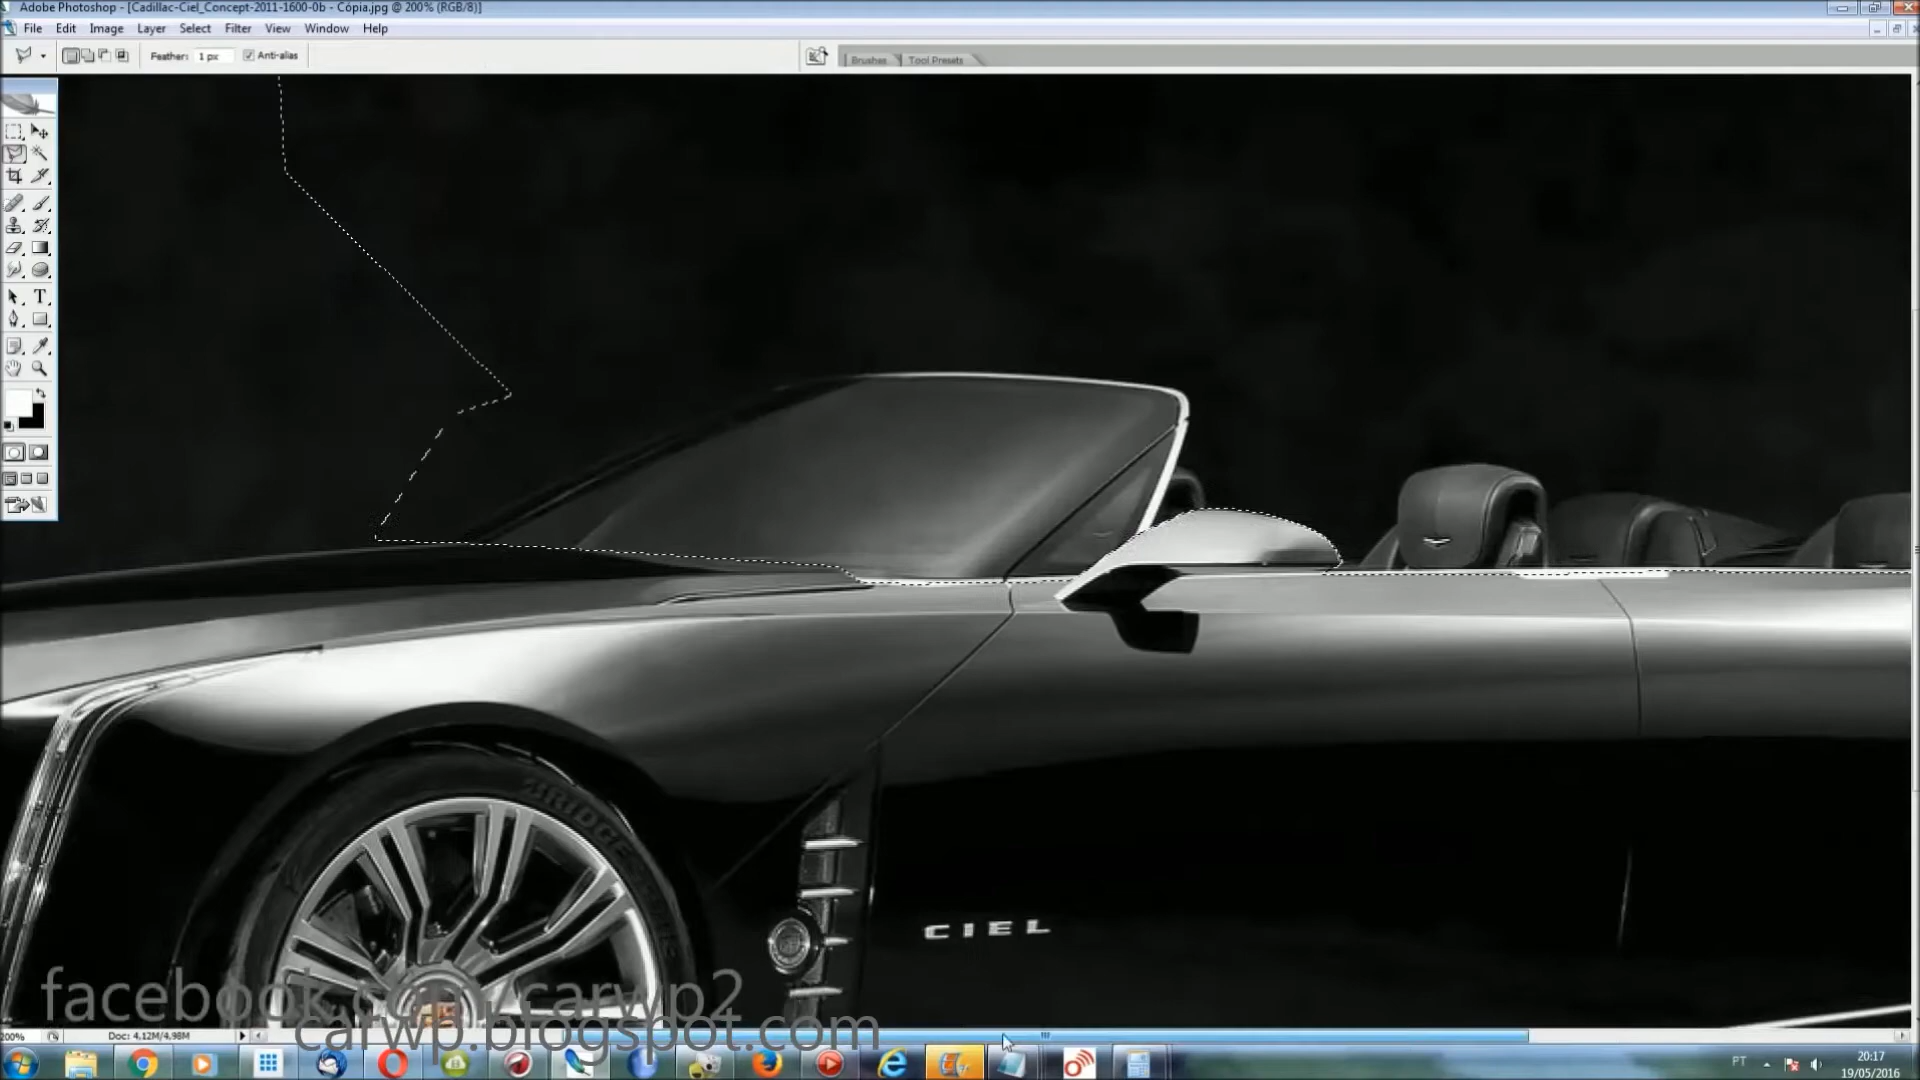 Adobe Photoshop - [Cadillac-Ciel_Concept-2011-1600-0b - Cópia.jpg @ 200% (RGB/8)]
File Edit Image Layer Select Filter View Window Help
Feather: 1 px Anti-alias
Brushes Tool Presets
BRIDGE
CIEL
facebook.com/carwp2
carwp.blogspot.com
200% Doc: 4,12M/4,98M
PT 20:17
19/05/2016